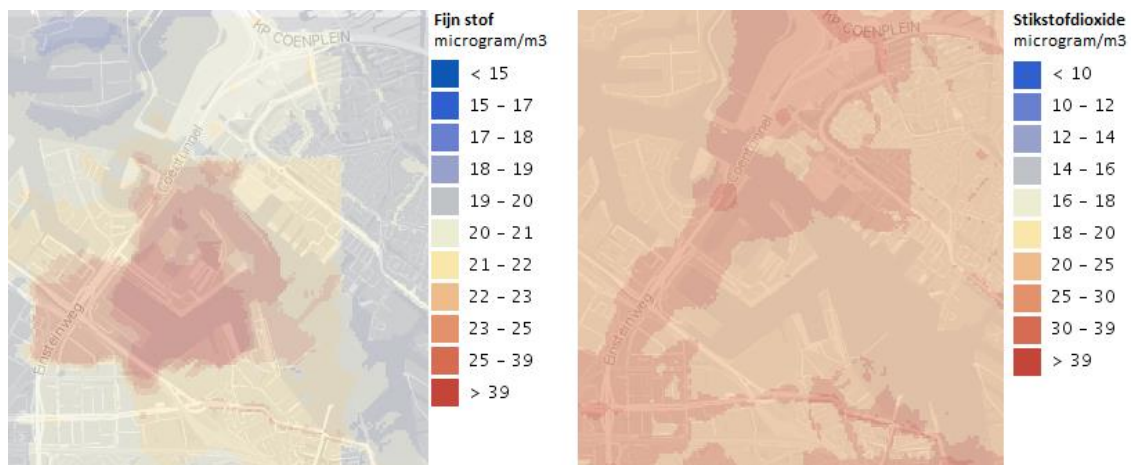 Fijn stof
microgram/m3
< 15
15 – 17
17 – 18
18 – 19
19 – 20
20 – 21
21 – 22
22 – 23
23 – 25
25 – 39
> 39
KP COENPLEIN
Coentunnel
Einsteinweg
Stikstofdioxide
microgram/m3
< 10
10 – 12
12 – 14
14 – 16
16 – 18
18 – 20
20 – 25
25 – 30
30 – 39
> 39
KP COENPLEIN
Coentunnel
Einsteinweg